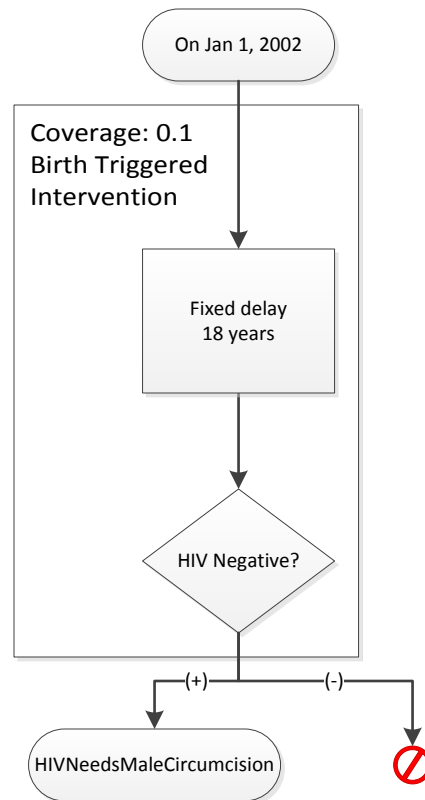 On Jan 1, 2002
Coverage: 0.1
Birth Triggered
Intervention
Fixed delay
18 years
HIV Negative?
(+)
(-)
HIVNeedsMaleCircumcision